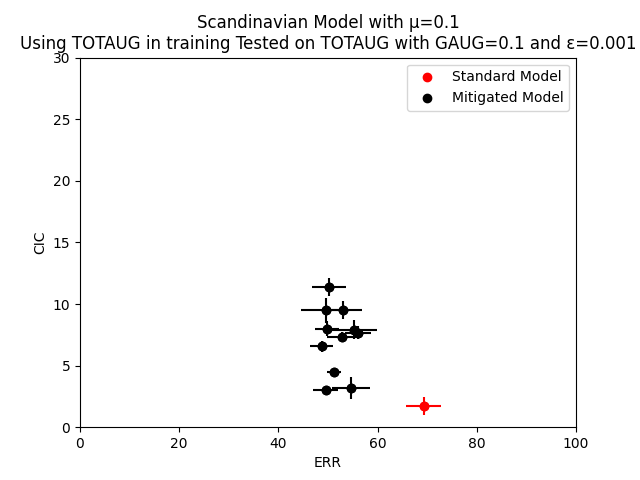 Scandinavian Model with μ=0.1
Using TOTAUG in training Tested on TOTAUG with GAUG=0.1 and ε=0.001
Standard Model
Mitigated Model
30
25
20
15
10
5
0
CIC
0 20 40 60 80 100
ERR